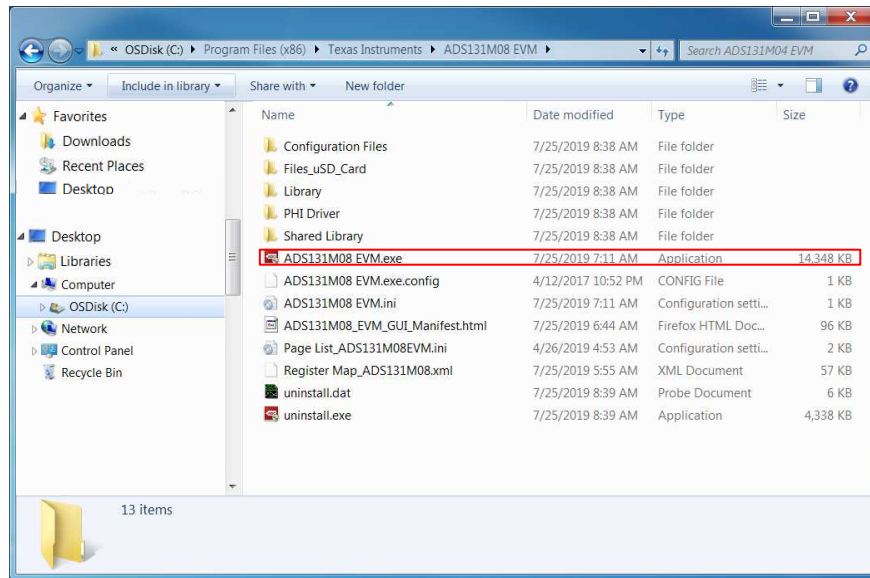 « OSDisk (C:) Program Files (x86) Texas Instruments ADS131M08 EVM Search ADS131M04 EVM
Organize Include in library Share with New folder
Favorites
Downloads
Recent Places
Desktop
Desktop
Libraries
Computer
OSDisk (C:)
Network
Control Panel
Recycle Bin
Name Date modified Type Size
Configuration Files 7/25/2019 8:38 AM File folder
Files_uSD_Card 7/25/2019 8:38 AM File folder
Library 7/25/2019 8:38 AM File folder
PHI Driver 7/25/2019 8:38 AM File folder
Shared Library 7/25/2019 8:38 AM File folder
ADS131M08 EVM.exe 7/25/2019 7:11 AM Application 14,348 KB
ADS131M08 EVM.exe.config 4/12/2017 10:52 PM CONFIG File 1 KB
ADS131M08 EVM.ini 7/25/2019 7:11 AM Configuration setti... 1 KB
ADS131M08_EVM_GUI_Manifest.html 7/25/2019 6:44 AM Firefox HTML Doc... 96 KB
Page List_ADS131M08EVM.ini 4/26/2019 4:53 AM Configuration setti... 2 KB
Register Map_ADS131M08.xml 7/25/2019 5:55 AM XML Document 57 KB
uninstall.dat 7/25/2019 8:39 AM Probe Document 6 KB
uninstall.exe 7/25/2019 8:39 AM Application 4,338 KB
13 items